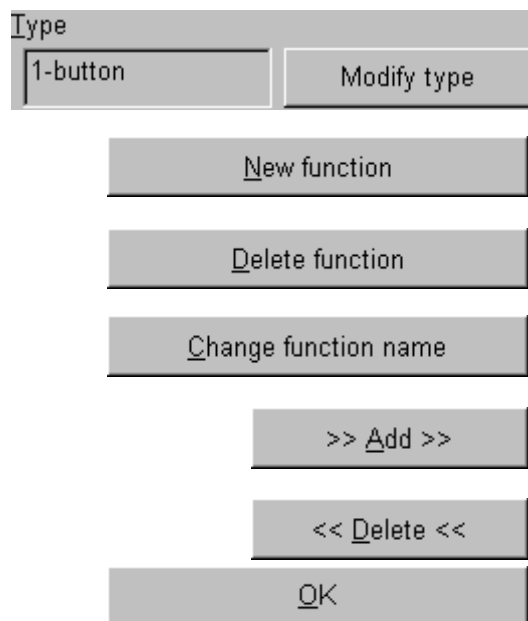 Type
1-button Modify type
New function
Delete function
Change function name
>> Add >>
<< Delete <<
OK